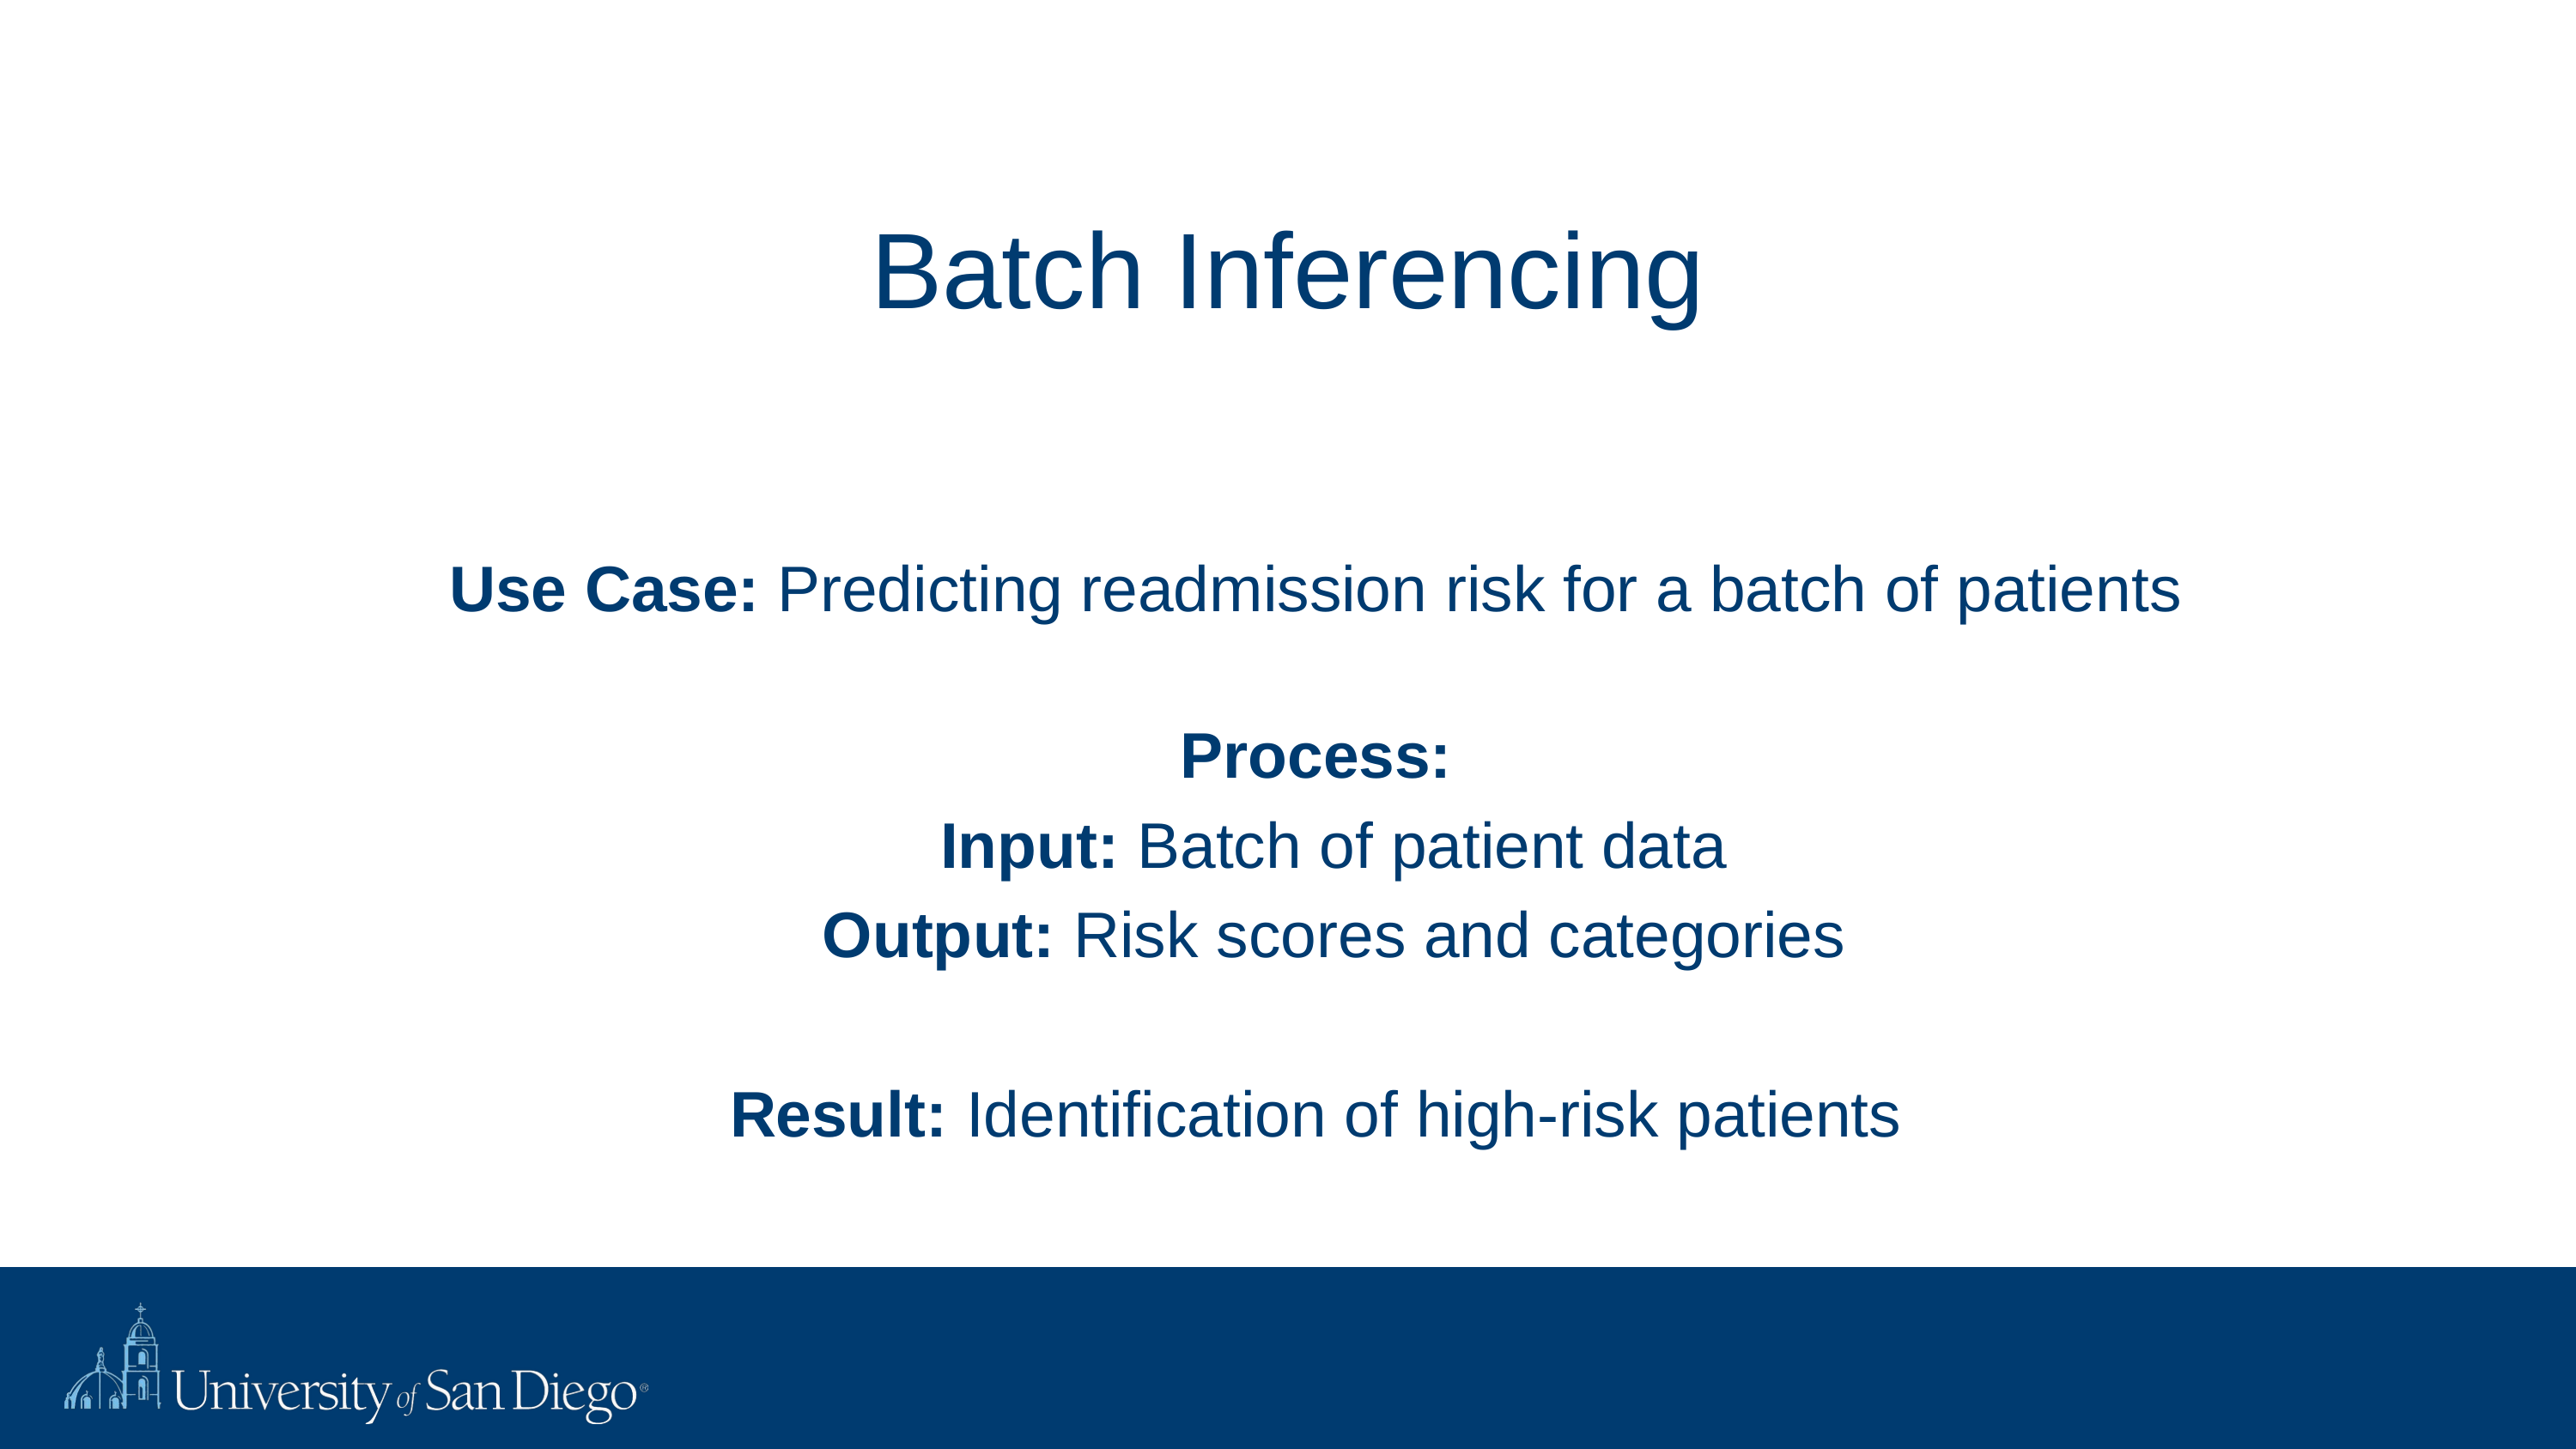 Batch Inferencing
Use Case: Predicting readmission risk for a batch of patients
Process:
Input: Batch of patient data
Output: Risk scores and categories
Result: Identification of high-risk patients
University of San Diego®